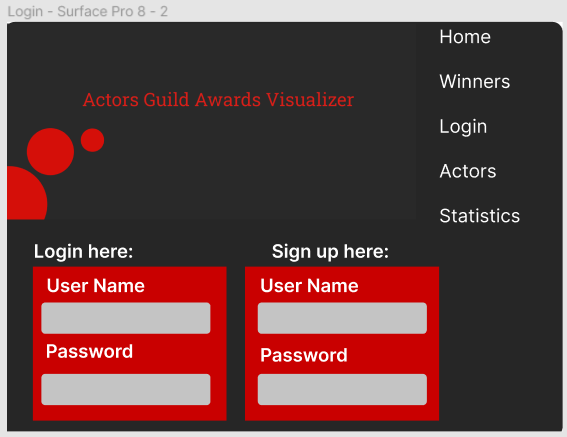 Login - Surface Pro 8 - 2
Home
Actors Guild Awards Visualizer
Winners
Login
Actors
Statistics
Login here:
Sign up here:
User Name
User Name
Password
Password